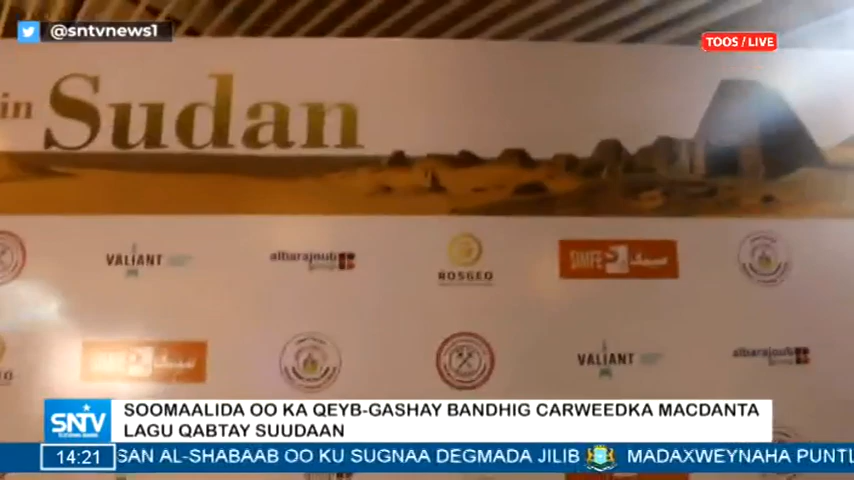 @sntvnews1
TOOS / LIVE
in Sudan
VALIANT
albarajoub
ROSGEO
SIMFE
VALIANT
albarajoub
SNTV
SOOMAALIDA OO KA QEYB-GASHAY BANDHIG CARWEEDKA MACDANTA
LAGU QABTAY SUUDAAN
14:21
SAN AL-SHABAAB OO KU SUGNAA DEGMADA JILIB MADAXWEYNAHA PUNTL